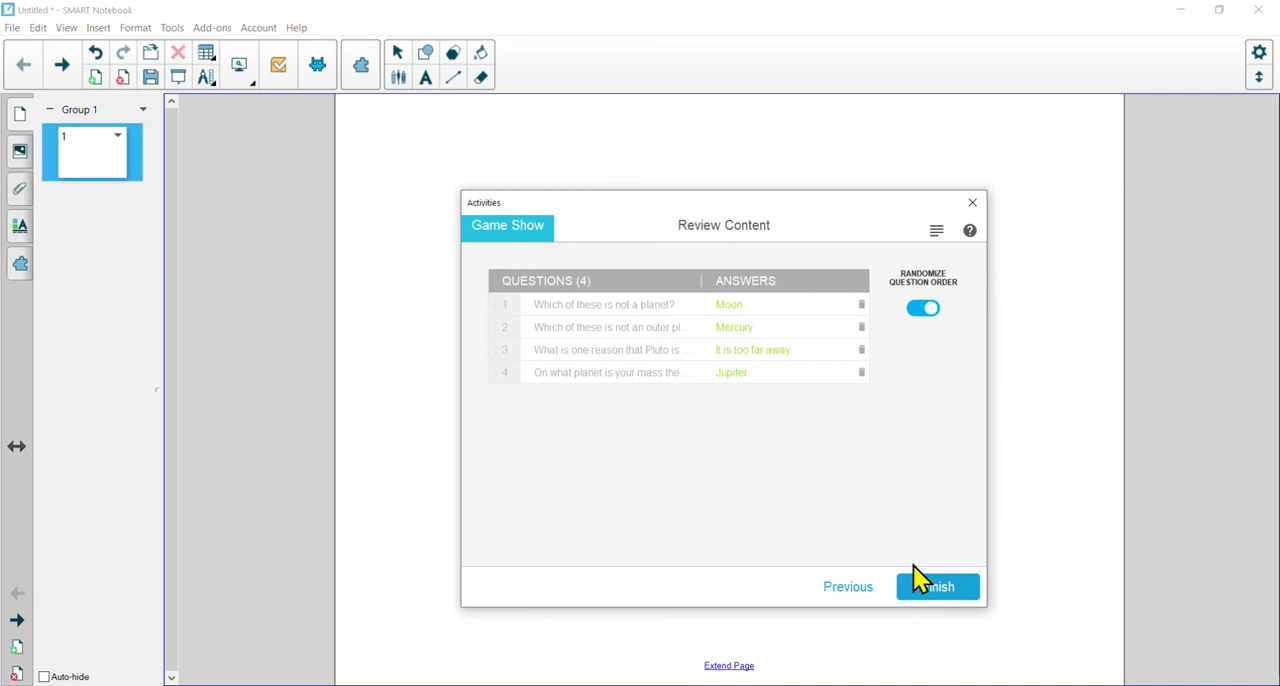 Untitled * - SMART Notebook
File Edit View Insert Format Tools Add-ons Account Help
Group 1
1
Activities
Game Show
Review Content
QUESTIONS (4) ANSWERS
RANDOMIZE
QUESTION ORDER
1 Which of these is not a planet? Moon
2 Which of these is not an outer pl... Mercury
3 What is one reason that Pluto is ... It is too far away.
4 On what planet is your mass the ... Jupiter
Previous
Extend Page
Auto-hide